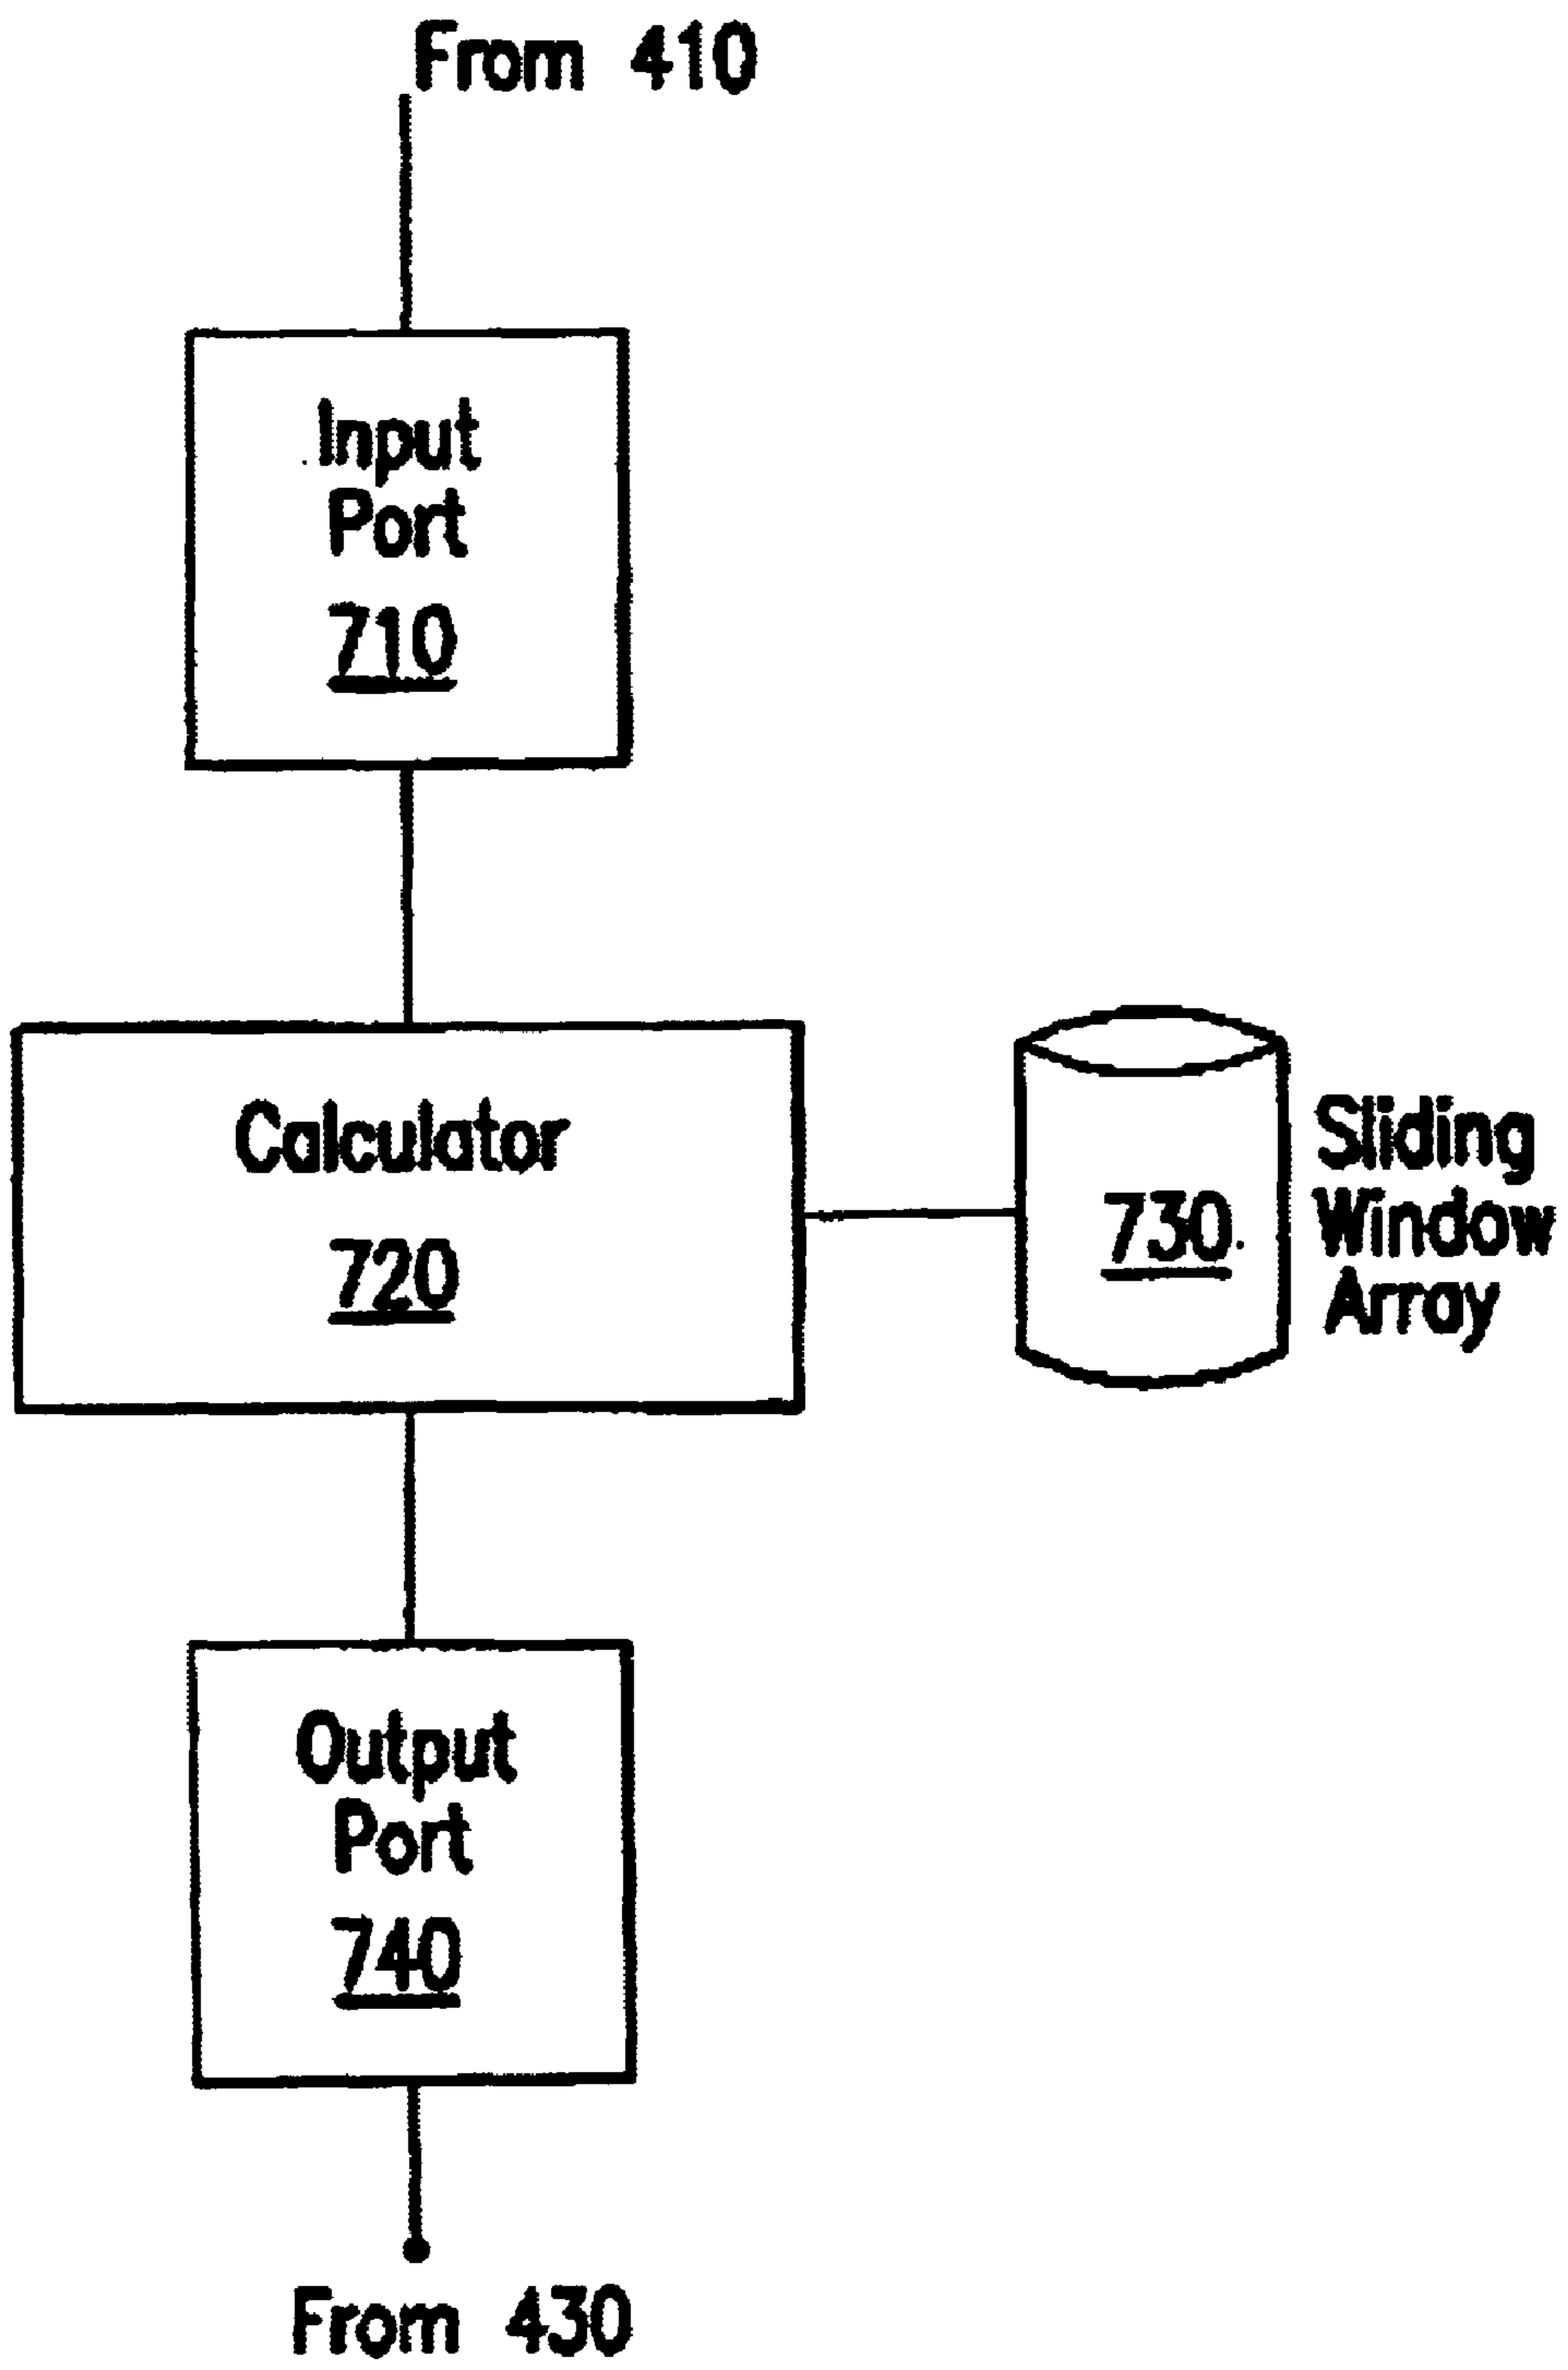 From 410
Input
Port
710
Calculator
720
730
Sliding
Window
Array
Output
Port
740
From 430